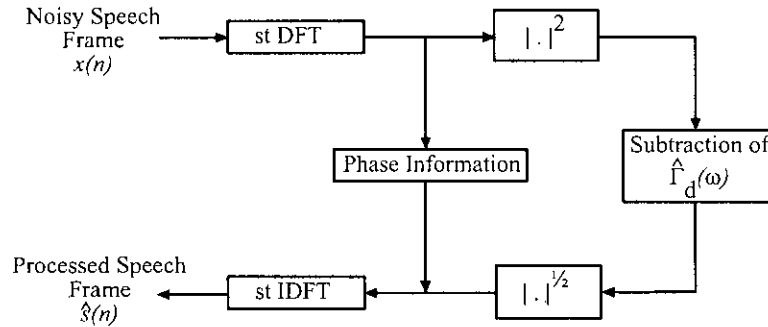 Noisy Speech
Frame
x(n)
st DFT
| . |²
Phase Information
Subtraction of
Γ̂d(ω)
Processed Speech
Frame
ŝ(n)
st IDFT
| . |^½